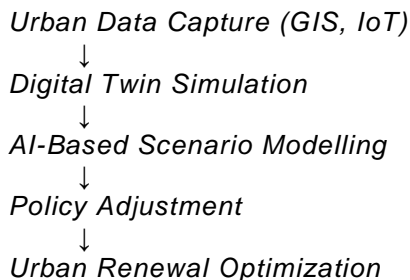 Urban Data Capture (GIS, IoT)
↓
Digital Twin Simulation
↓
AI-Based Scenario Modelling
↓
Policy Adjustment
↓
Urban Renewal Optimization